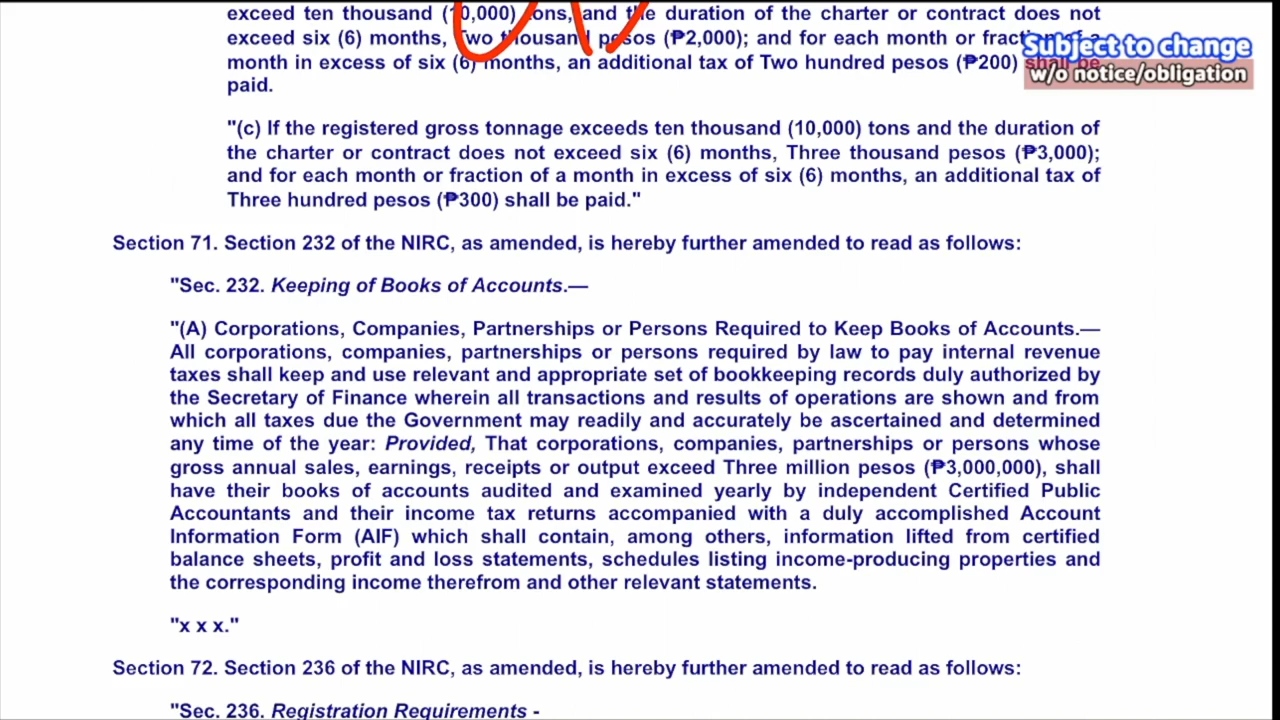 exceed ten thousand (10,000) tons, and the duration of the charter or contract does not
exceed six (6) months, Two thousand pesos (₱2,000); and for each month or fraction of a
month in excess of six (6) months, an additional tax of Two hundred pesos (₱200) shall be
paid.
Subject to change
w/o notice/obligation
"(c) If the registered gross tonnage exceeds ten thousand (10,000) tons and the duration of
the charter or contract does not exceed six (6) months, Three thousand pesos (₱3,000);
and for each month or fraction of a month in excess of six (6) months, an additional tax of
Three hundred pesos (₱300) shall be paid."
Section 71. Section 232 of the NIRC, as amended, is hereby further amended to read as follows:
"Sec. 232. Keeping of Books of Accounts.—
"(A) Corporations, Companies, Partnerships or Persons Required to Keep Books of Accounts.—
All corporations, companies, partnerships or persons required by law to pay internal revenue
taxes shall keep and use relevant and appropriate set of bookkeeping records duly authorized by
the Secretary of Finance wherein all transactions and results of operations are shown and from
which all taxes due the Government may readily and accurately be ascertained and determined
any time of the year: Provided, That corporations, companies, partnerships or persons whose
gross annual sales, earnings, receipts or output exceed Three million pesos (₱3,000,000), shall
have their books of accounts audited and examined yearly by independent Certified Public
Accountants and their income tax returns accompanied with a duly accomplished Account
Information Form (AIF) which shall contain, among others, information lifted from certified
balance sheets, profit and loss statements, schedules listing income-producing properties and
the corresponding income therefrom and other relevant statements.
"x x x."
Section 72. Section 236 of the NIRC, as amended, is hereby further amended to read as follows:
"Sec. 236. Registration Requirements -